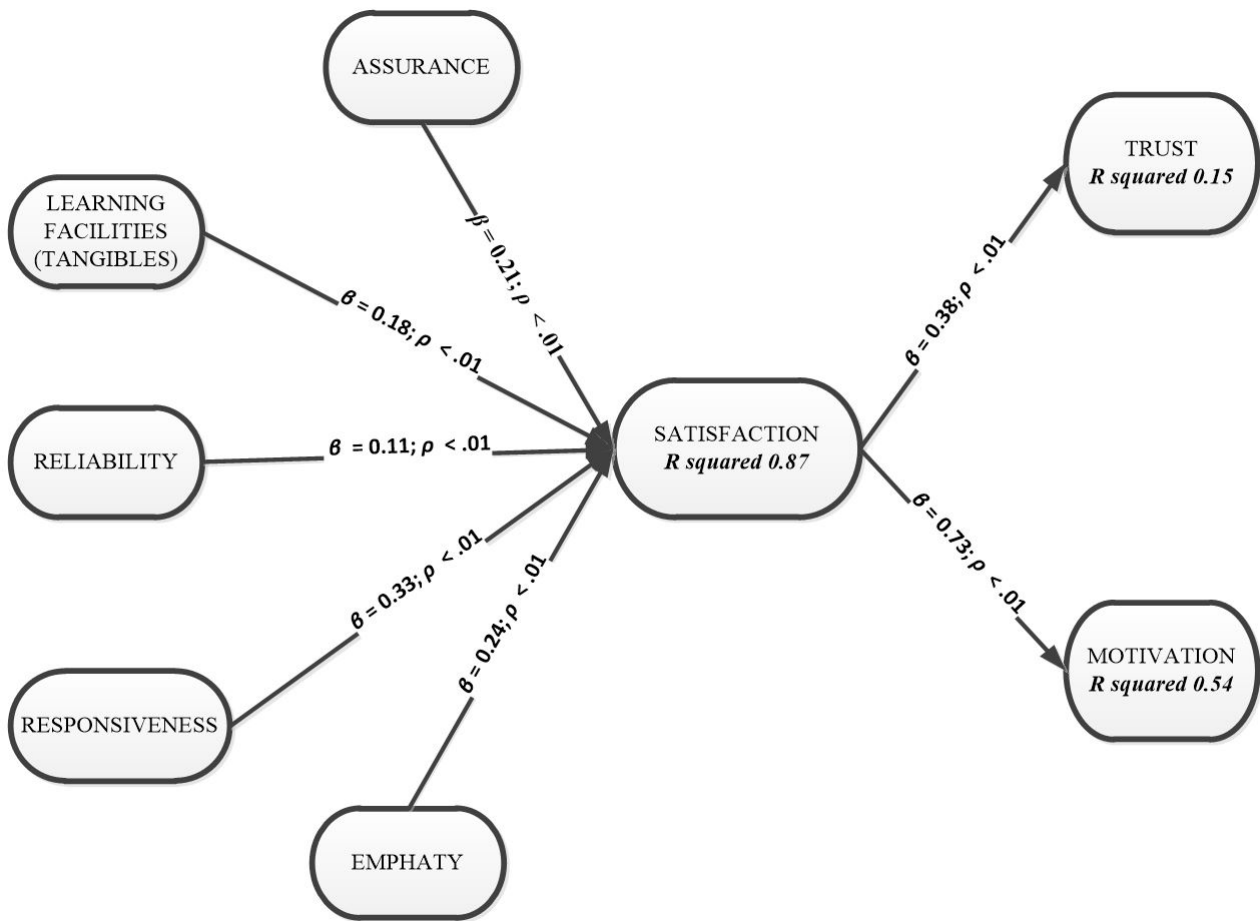 ASSURANCE
LEARNING
FACILITIES
(TANGIBLES)
RELIABILITY
RESPONSIVENESS
EMPHATY
β = 0.21; ρ < .01
β = 0.18; ρ < .01
β = 0.11; ρ < .01
β = 0.33; ρ < .01
β = 0.24; ρ < .01
SATISFACTION
R squared 0.87
β = 0.38; ρ < .01
β = 0.73; ρ < .01
TRUST
R squared 0.15
MOTIVATION
R squared 0.54